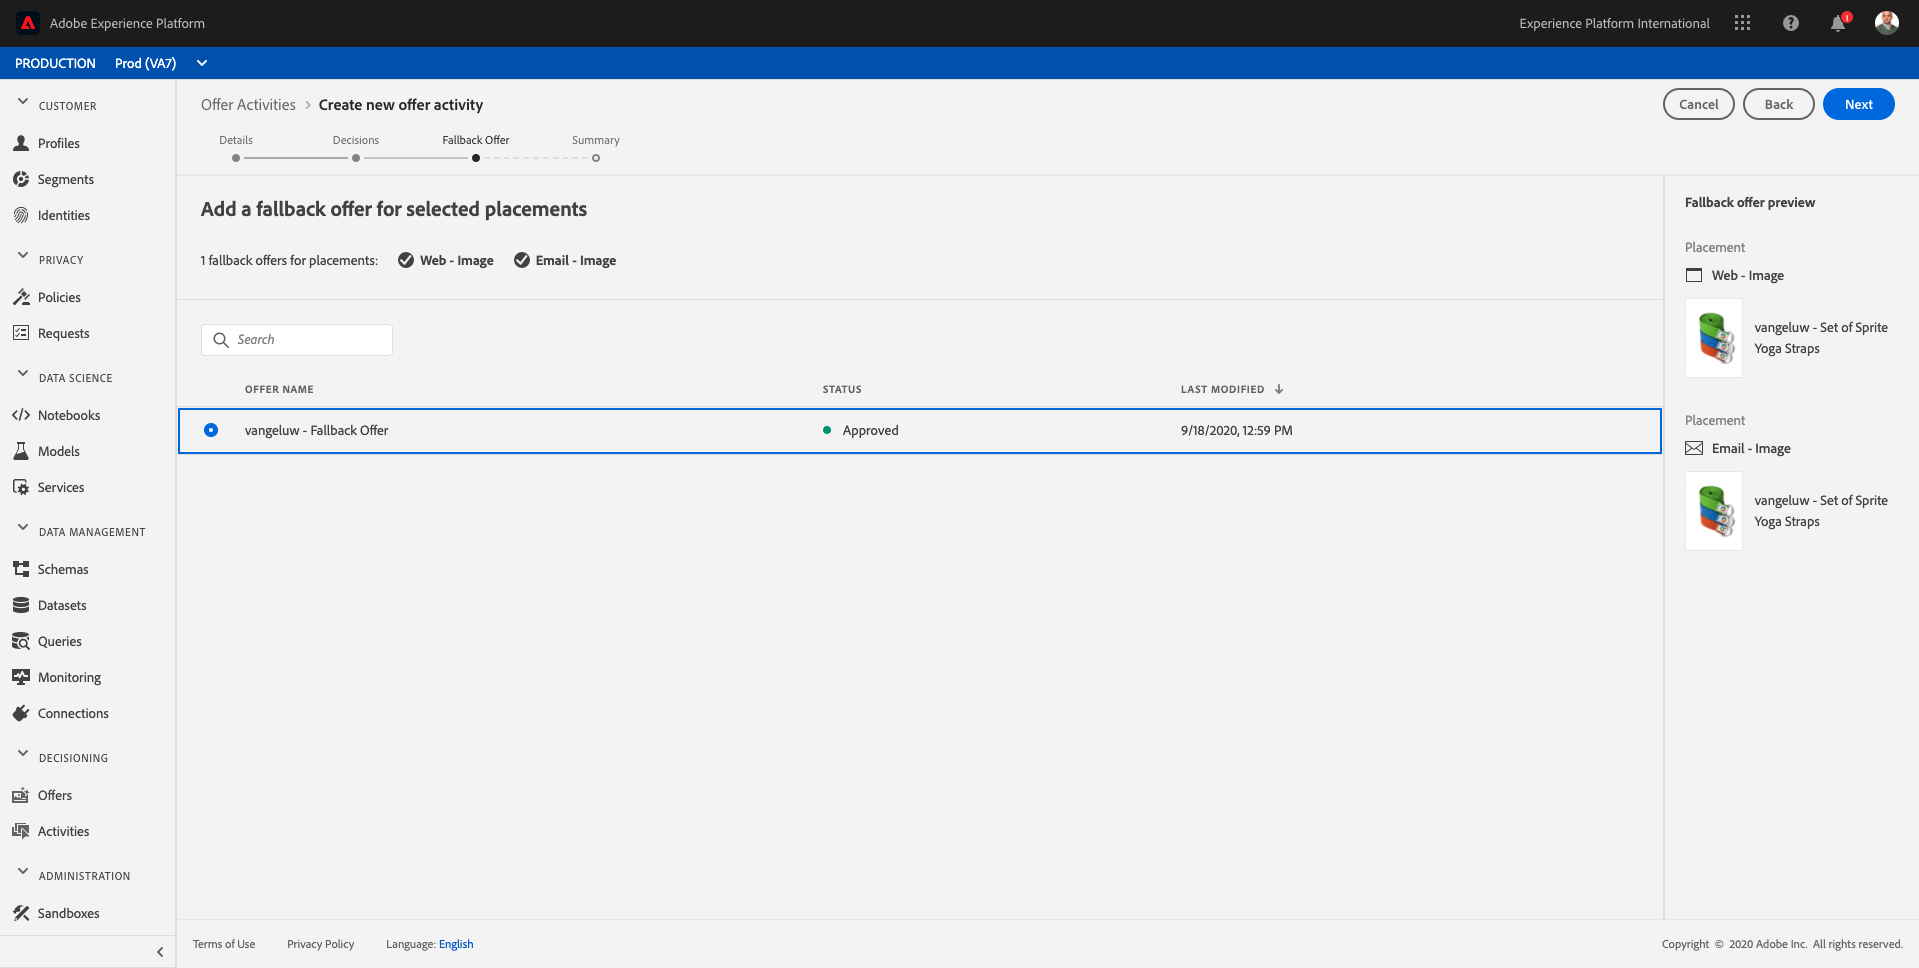 Adobe Experience Platform
Experience Platform International
1
PRODUCTION Prod (VA7)
CUSTOMER
Profiles
Segments
Identities
PRIVACY
Policies
Requests
DATA SCIENCE
Notebooks
Models
Services
DATA MANAGEMENT
Schemas
Datasets
Queries
Monitoring
Connections
DECISIONING
Offers
Activities
ADMINISTRATION
Sandboxes
Offer Activities > Create new offer activity
Cancel Back Next
Details Decisions Fallback Offer Summary
Add a fallback offer for selected placements
1 fallback offers for placements: Web - Image Email - Image
Search
OFFER NAME STATUS LAST MODIFIED ↓
vangeluw - Fallback Offer Approved 9/18/2020, 12:59 PM
Fallback offer preview
Placement
Web - Image
vangeluw - Set of Sprite
Yoga Straps
Placement
Email - Image
vangeluw - Set of Sprite
Yoga Straps
Terms of Use Privacy Policy Language: English
Copyright © 2020 Adobe Inc. All rights reserved.